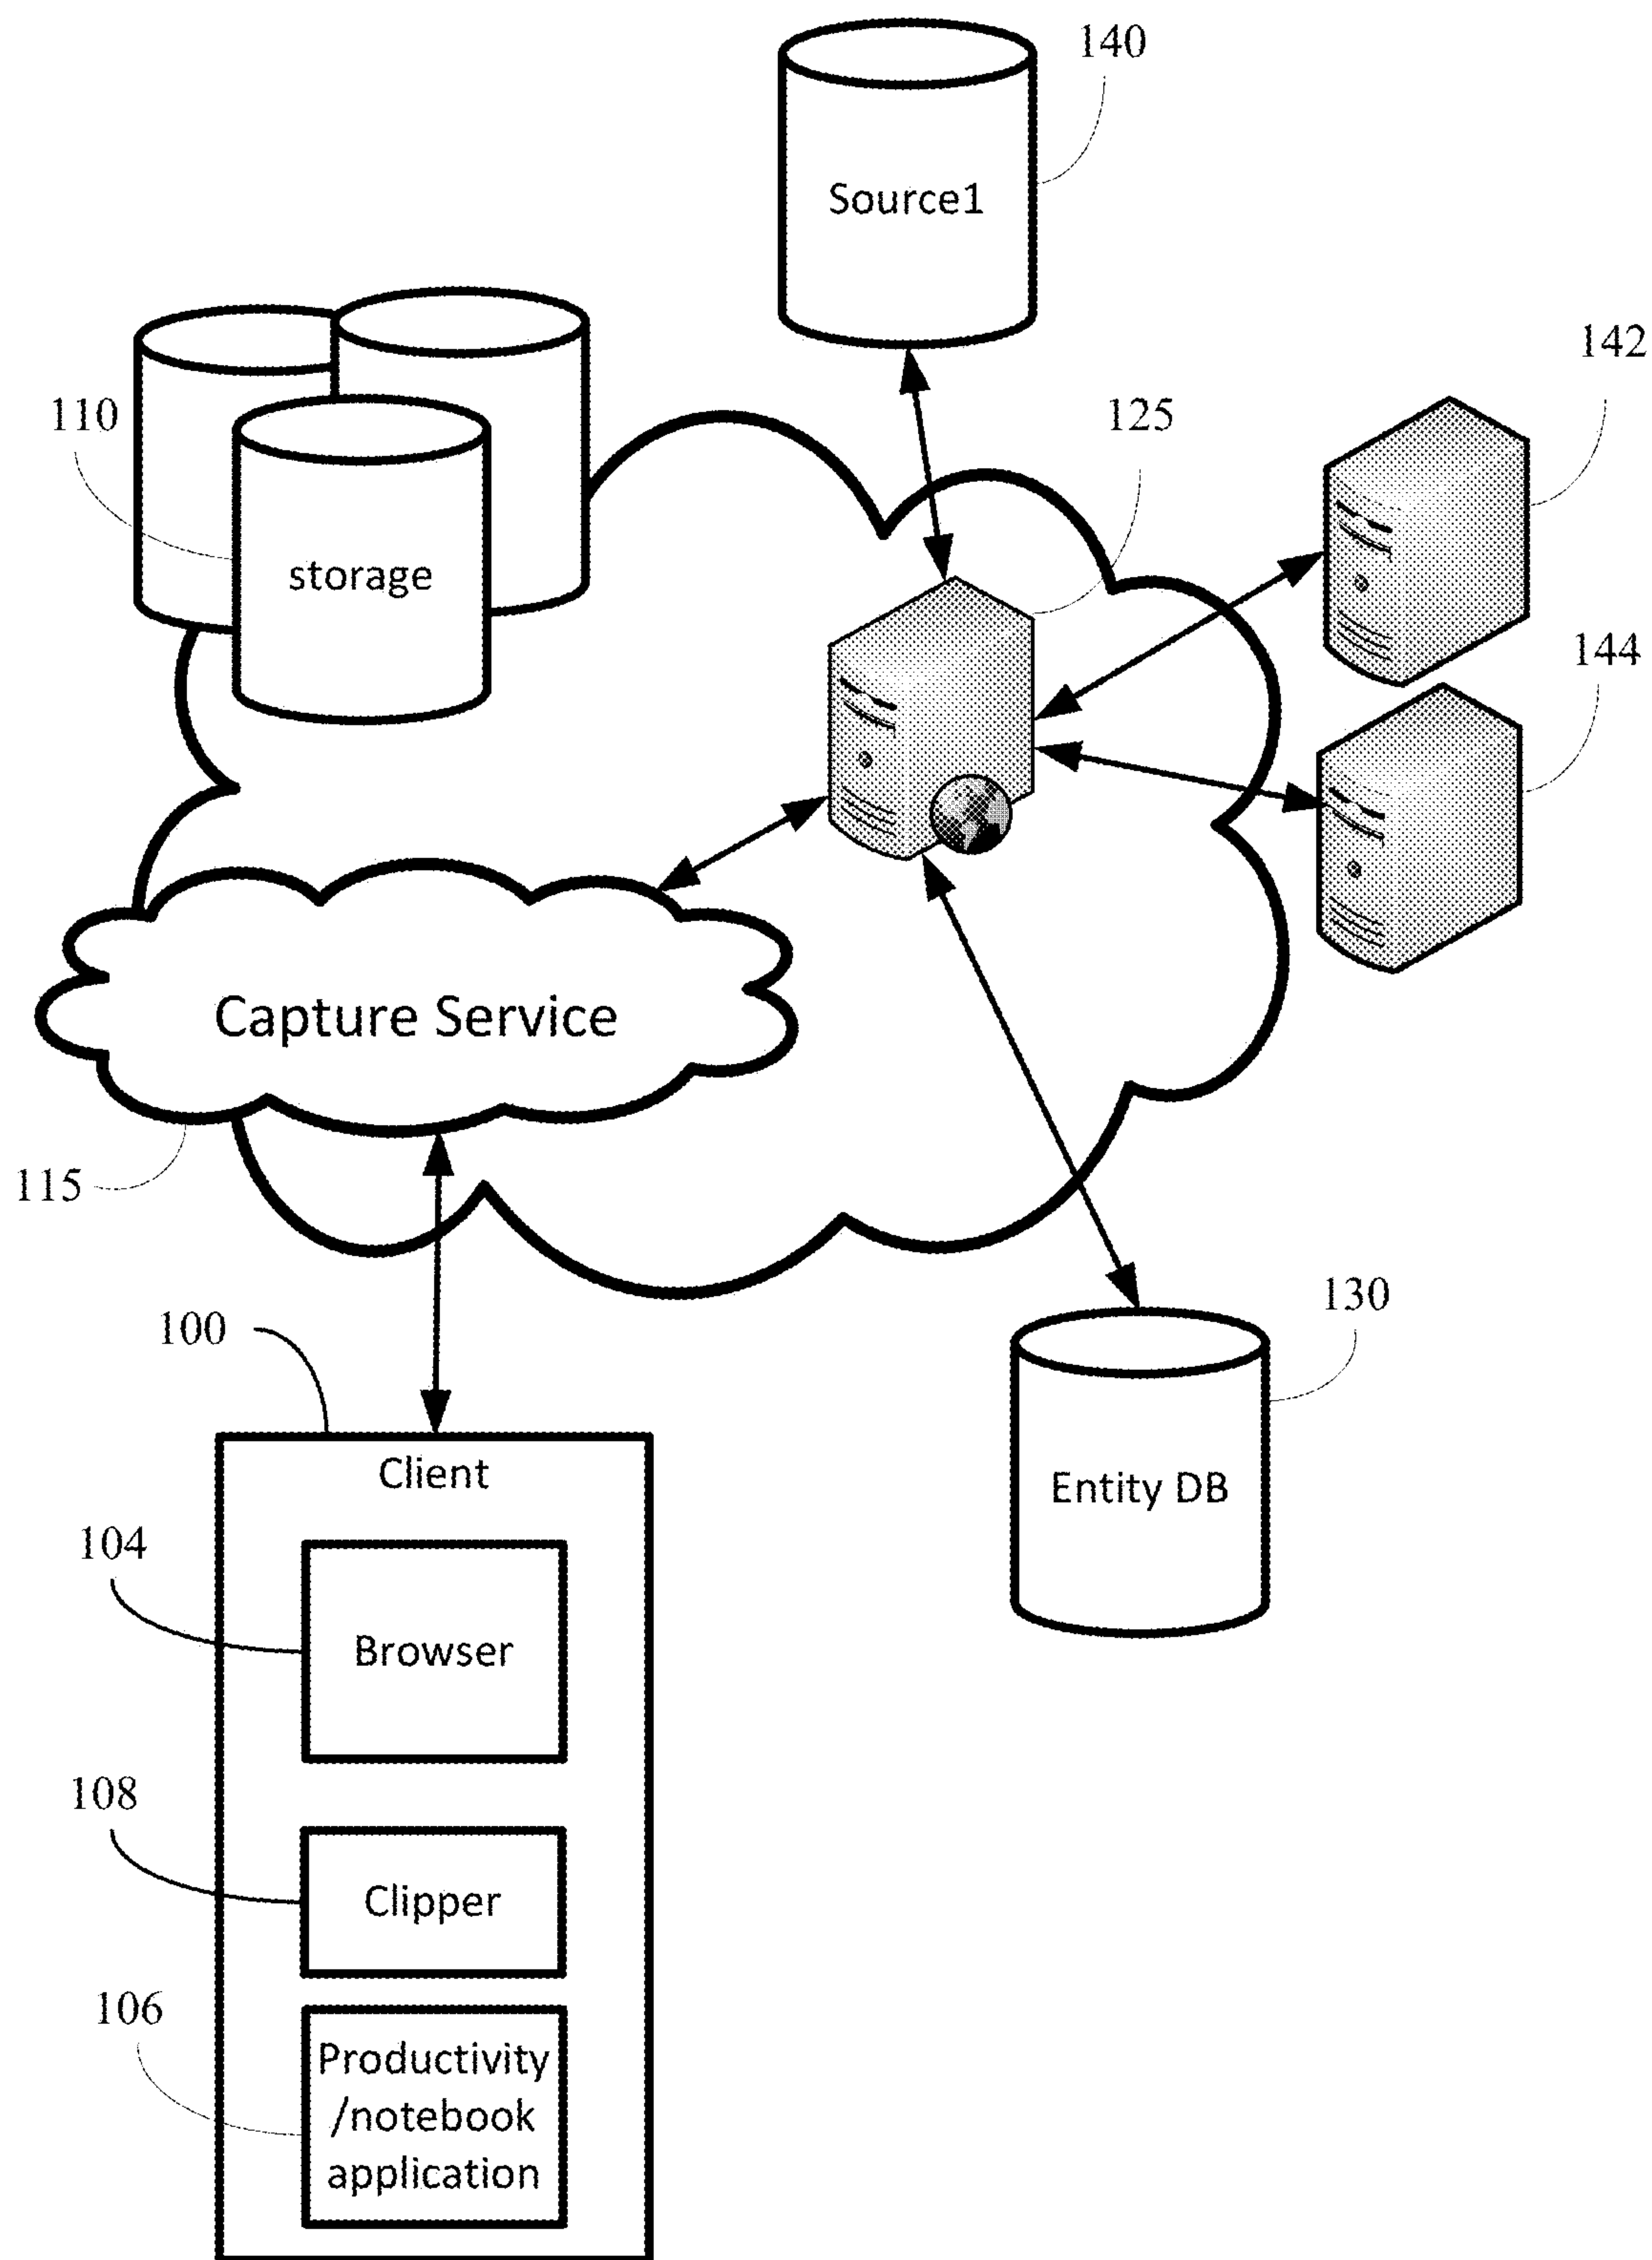 140
Source1
142
110
125
storage
144
Capture Service
115
130
100
Client
Entity DB
104
Browser
108
Clipper
106
Productivity
/notebook
application